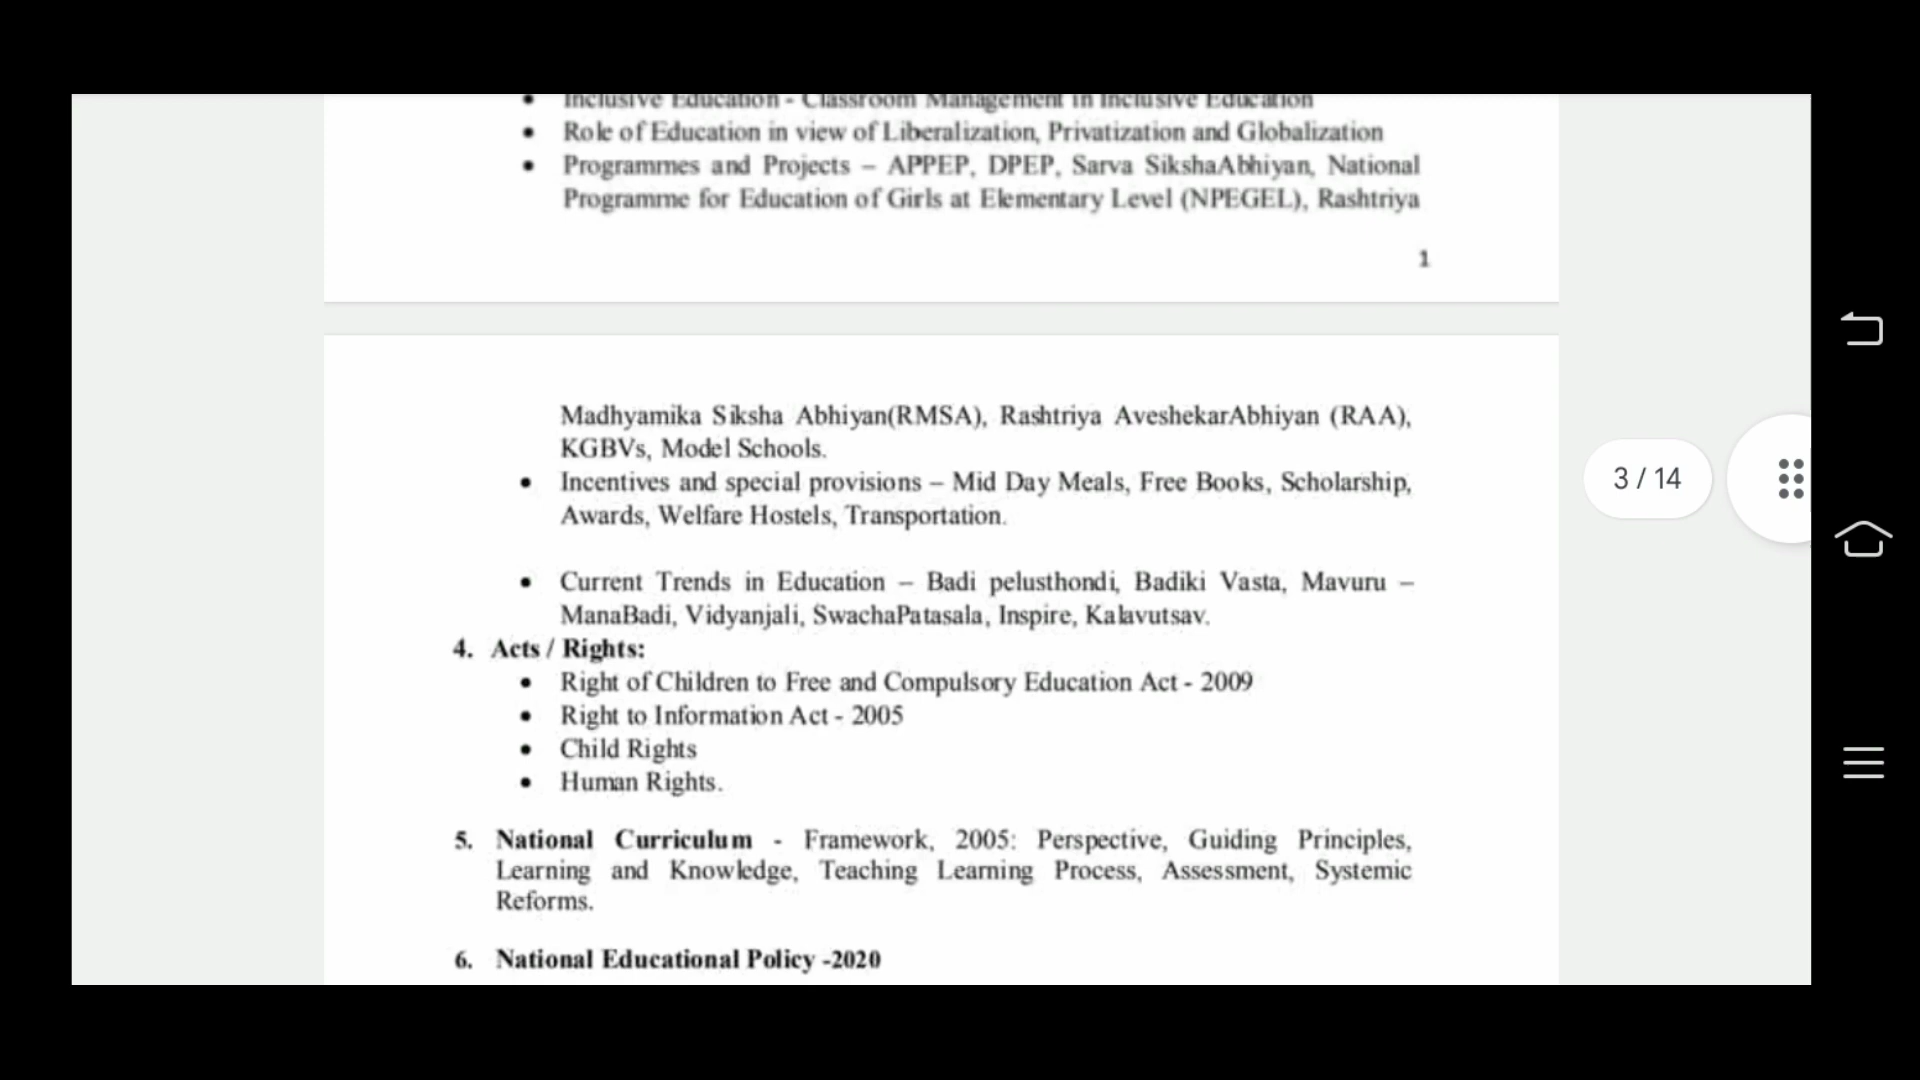 Inclusive Education - Classroom Management in Inclusive Education
• Role of Education in view of Liberalization, Privatization and Globalization
• Programmes and Projects – APPEP, DPEP, Sarva SikshaAbhiyan, National
Programme for Education of Girls at Elementary Level (NPEGEL), Rashtriya
1
Madhyamika Siksha Abhiyan(RMSA), Rashtriya AveshekarAbhiyan (RAA),
KGBVs, Model Schools.
• Incentives and special provisions – Mid Day Meals, Free Books, Scholarship,
Awards, Welfare Hostels, Transportation.
• Current Trends in Education – Badi pelusthondi, Badiki Vasta, Mavuru –
ManaBadi, Vidyanjali, SwachaPatasala, Inspire, Kalavutsav.
4. Acts / Rights:
• Right of Children to Free and Compulsory Education Act - 2009
• Right to Information Act - 2005
• Child Rights
• Human Rights.
5. National Curriculum - Framework, 2005: Perspective, Guiding Principles,
Learning and Knowledge, Teaching Learning Process, Assessment, Systemic
Reforms.
6. National Educational Policy -2020
3 / 14